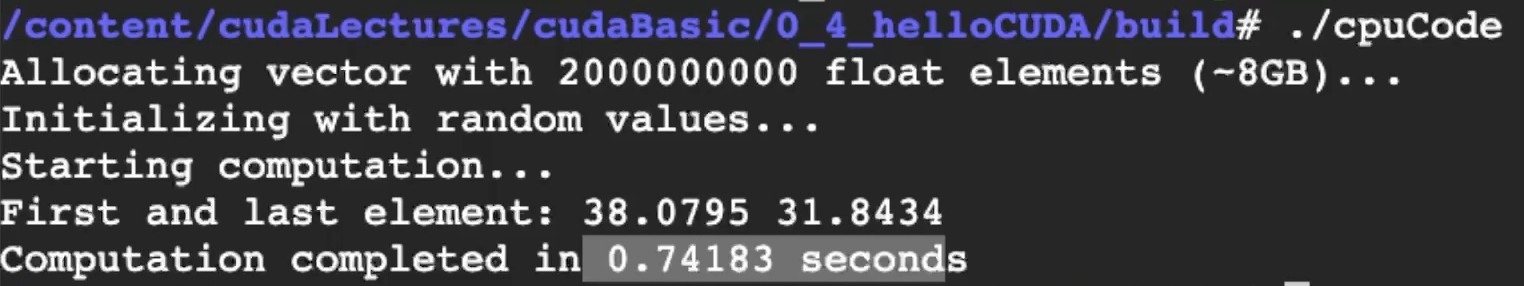 /content/cudaLectures/cudaBasic/0_4_helloCUDA/build# ./cpuCode
Allocating vector with 2000000000 float elements (~8GB)...
Initializing with random values...
Starting computation...
First and last element: 38.0795 31.8434
Computation completed in 0.74183 seconds